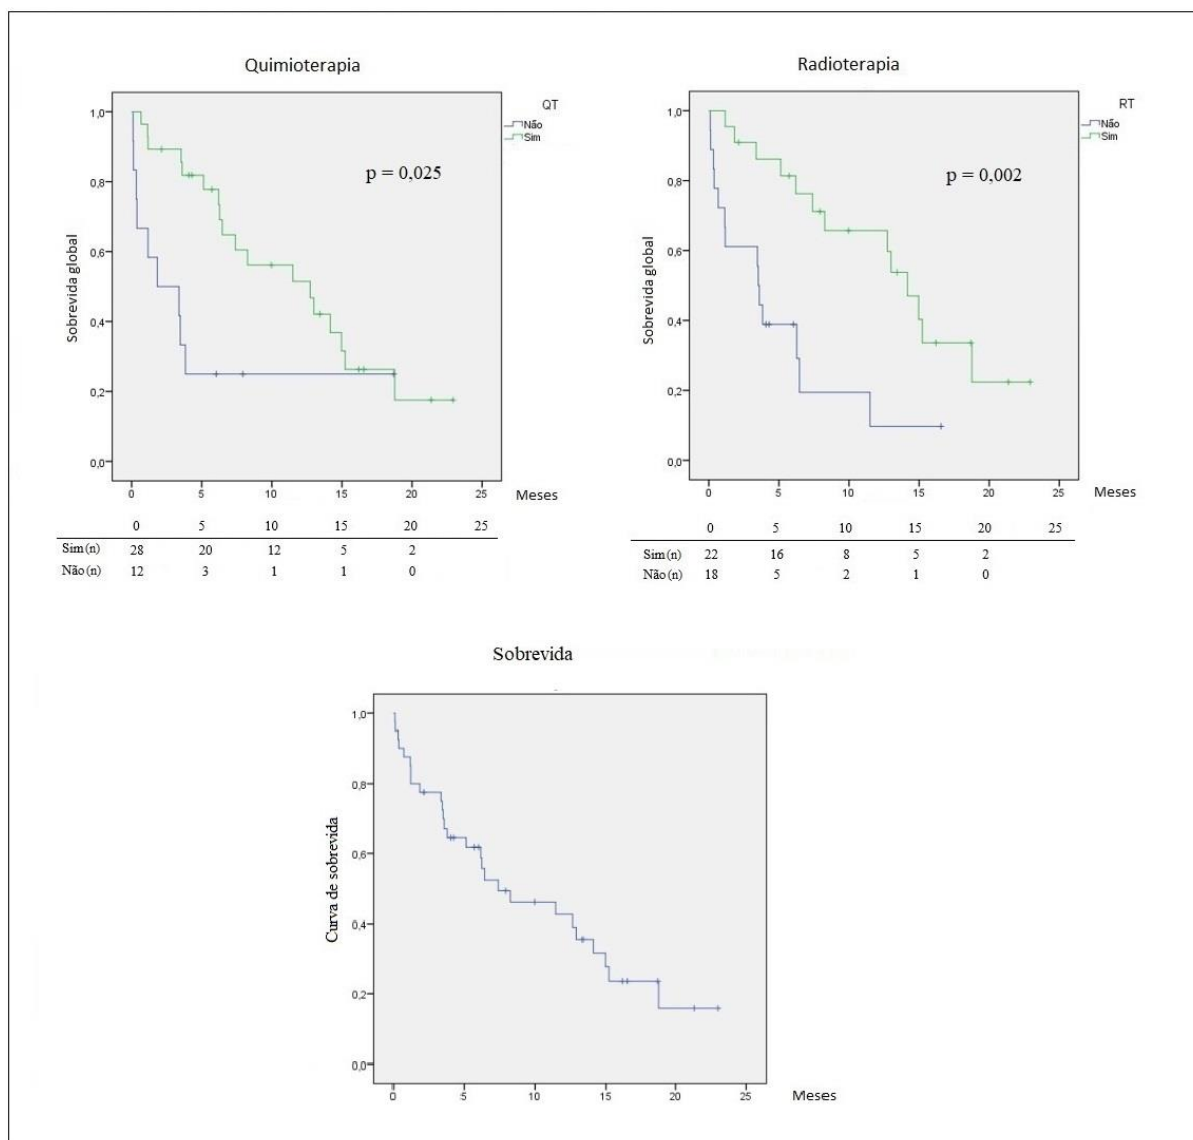 Quimioterapia
QT
Não
Sim
p = 0,025
Sobrevida global
1,0
0,8
0,6
0,4
0,2
0,0
0 5 10 15 20 25
Meses
0 5 10 15 20 25
Sim (n) 28 20 12 5 2
Não (n) 12 3 1 1 0
Radioterapia
RT
Não
Sim
p = 0,002
Sobrevida global
1,0
0,8
0,6
0,4
0,2
0,0
0 5 10 15 20 25
Meses
0 5 10 15 20 25
Sim (n) 22 16 8 5 2
Não (n) 18 5 2 1 0
Sobrevida
Curva de sobrevida
1,0
0,8
0,6
0,4
0,2
0,0
0 5 10 15 20 25
Meses